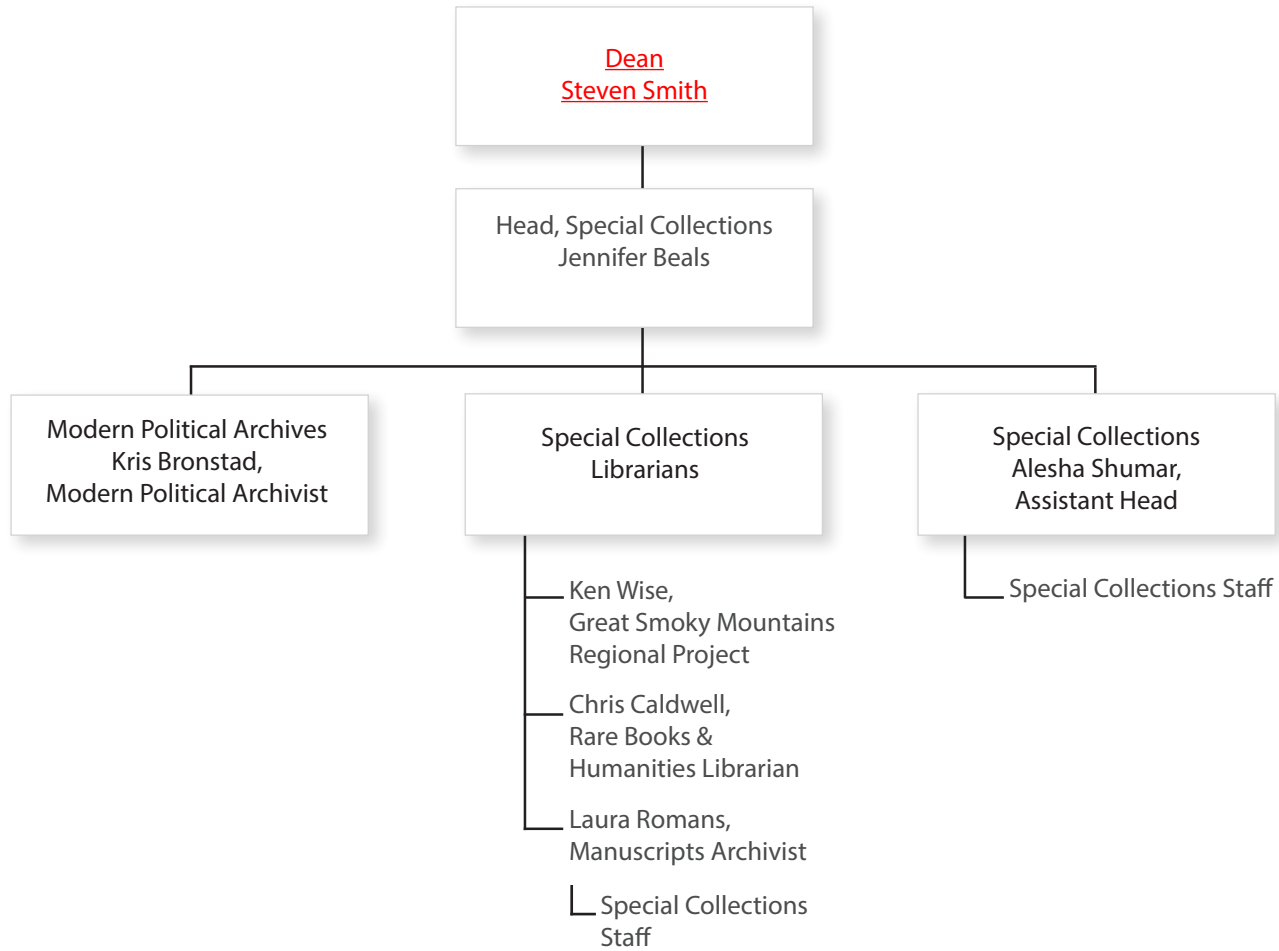 Dean
Steven Smith
Head, Special Collections
Jennifer Beals
Modern Political Archives
Kris Bronstad,
Modern Political Archivist
Special Collections
Librarians
Ken Wise,
Great Smoky Mountains
Regional Project
Chris Caldwell,
Rare Books &
Humanities Librarian
Laura Romans,
Manuscripts Archivist
Special Collections
Staff
Special Collections
Alesha Shumar,
Assistant Head
Special Collections Staff